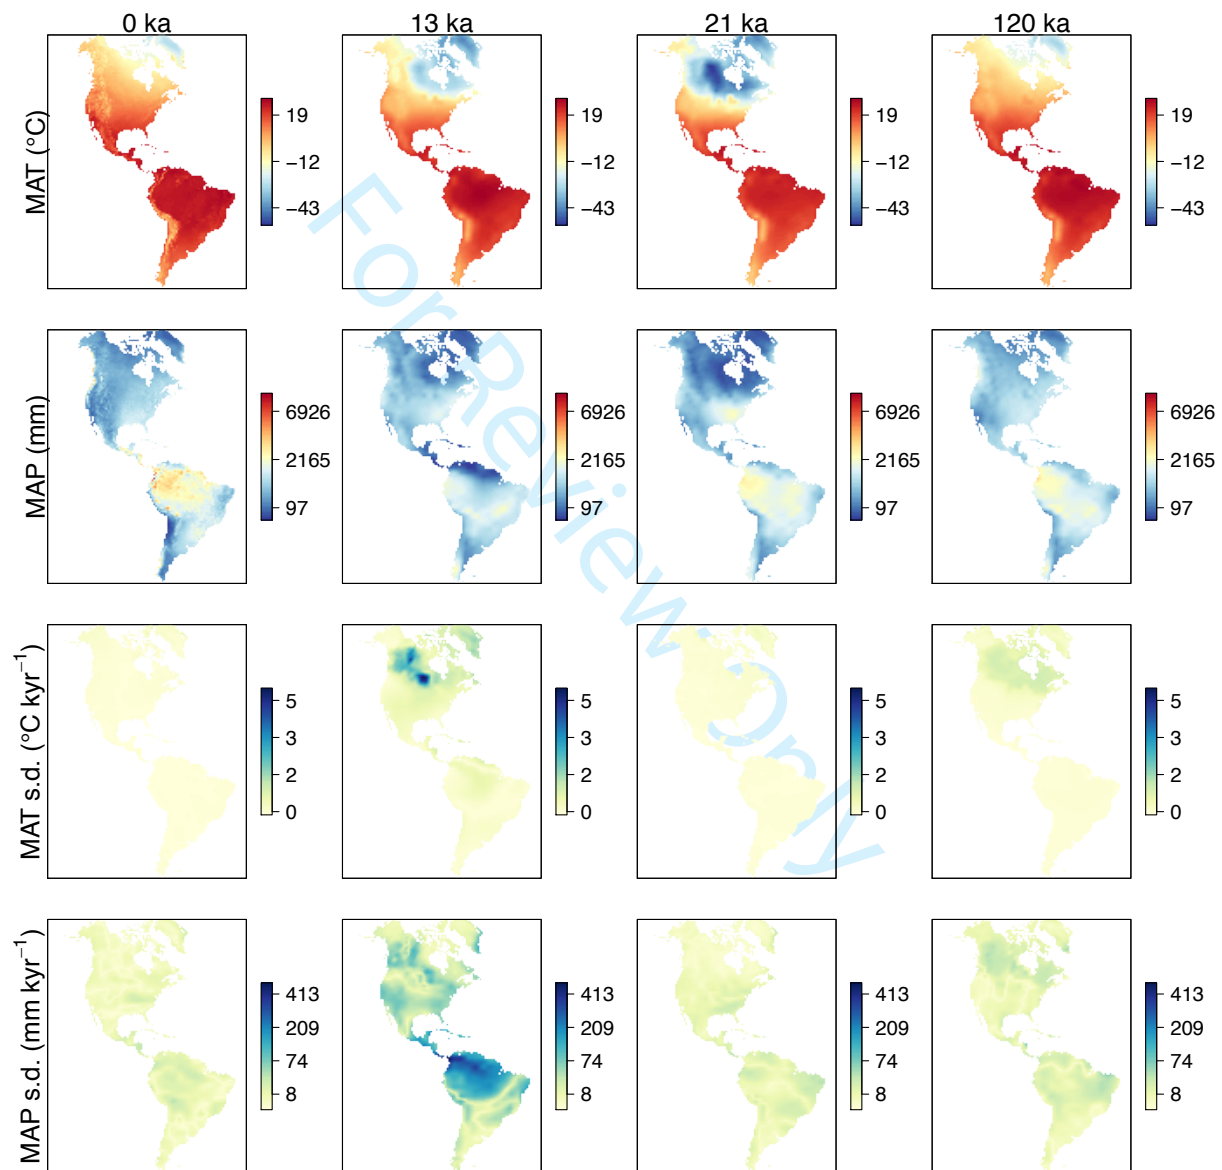 0 ka 13 ka 21 ka 120 ka
MAT (°C)
19 19 19 19
−12 −12 −12 −12
−43 −43 −43 −43
MAP (mm)
6926 6926 6926 6926
2165 2165 2165 2165
97 97 97 97
MAT s.d. (°C kyr⁻¹)
5 5 5 5
3 3 3 3
2 2 2 2
0 0 0 0
MAP s.d. (mm kyr⁻¹)
413 413 413 413
209 209 209 209
74 74 74 74
8 8 8 8
For Review Only